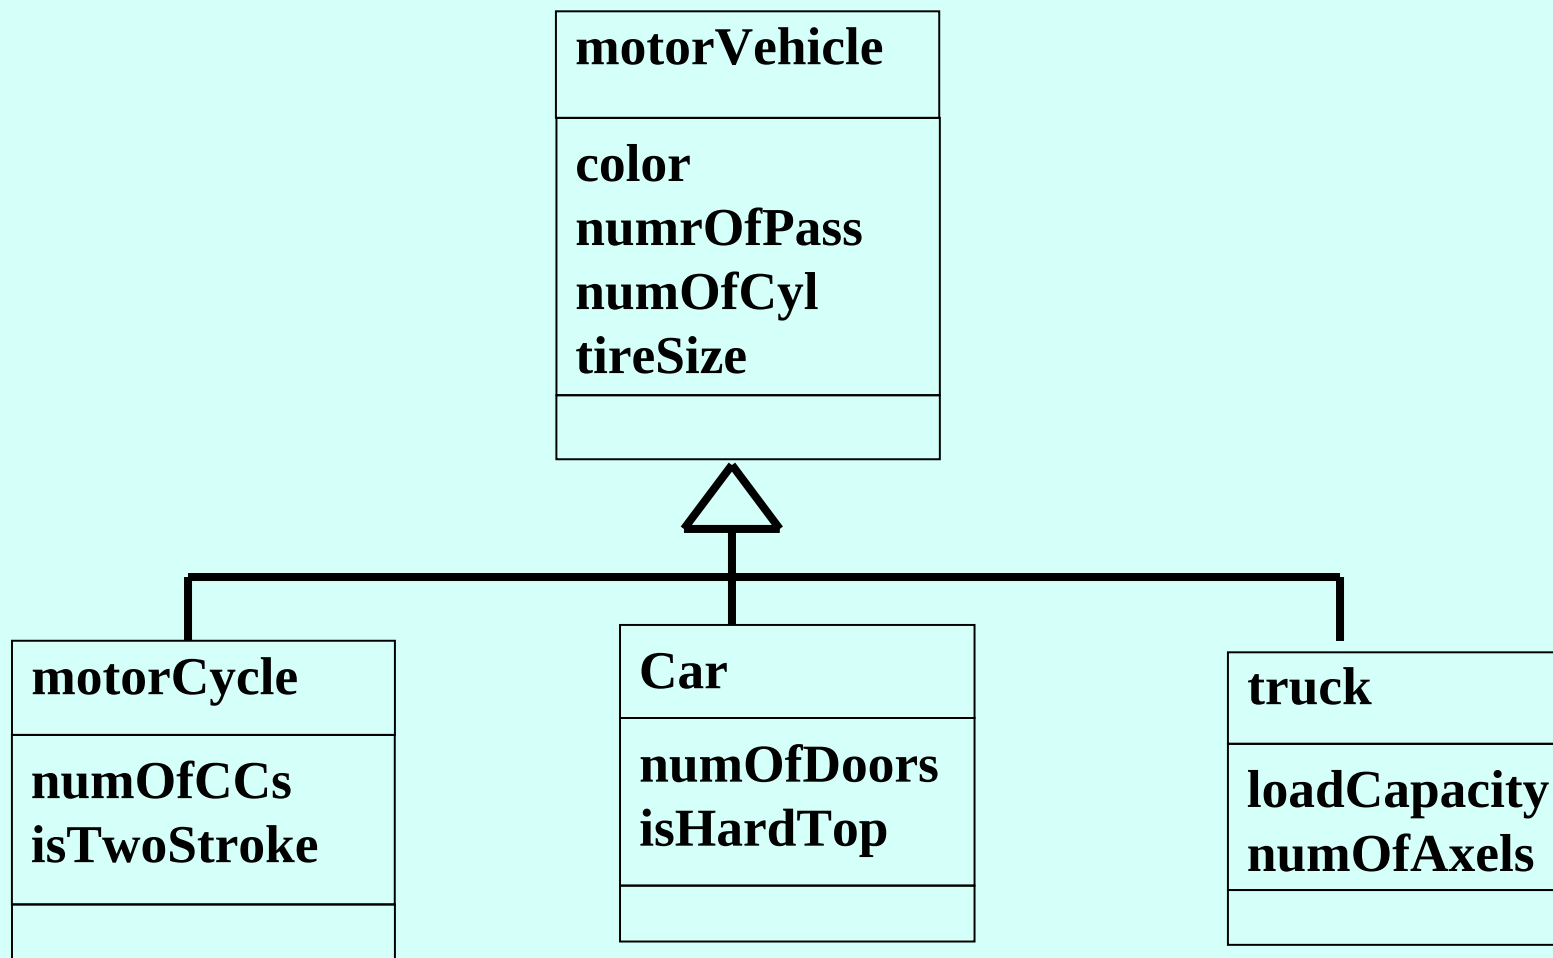 motorVehicle
color
numrOfPass
numOfCyl
tireSize
motorCycle
numOfCCs
isTwoStroke
Car
numOfDoors
isHardTop
truck
loadCapacity
numOfAxels